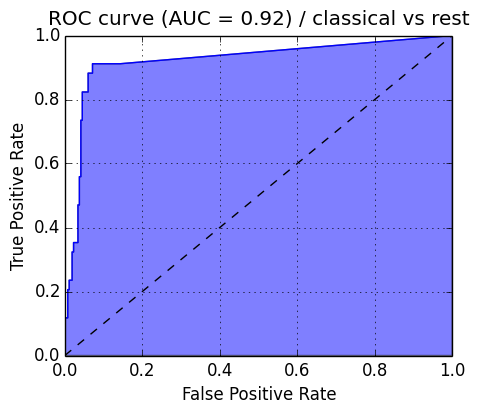 ROC curve (AUC = 0.92) / classical vs rest
1.0
0.8
0.6
0.4
0.2
0.0
True Positive Rate
0.0 0.2 0.4 0.6 0.8 1.0
False Positive Rate